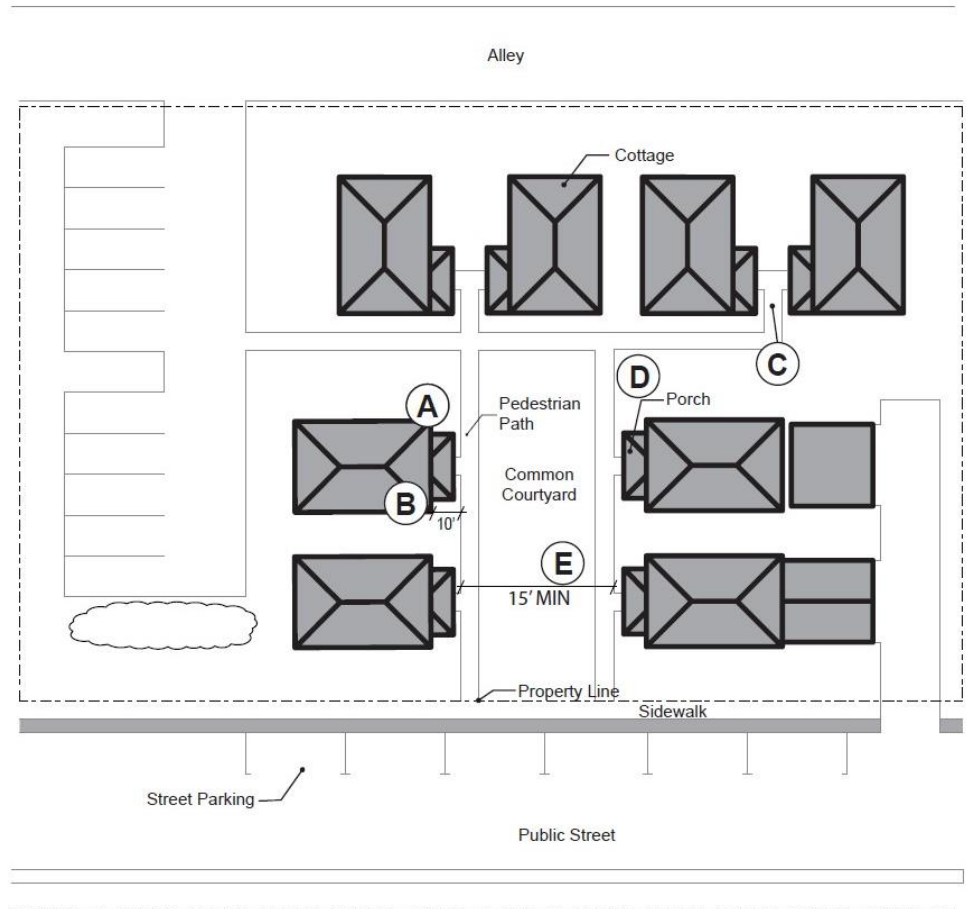 Alley
Cottage
C
D
Porch
A
Pedestrian
Path
Common
Courtyard
B
10'
E
15' MIN
Property Line
Sidewalk
Street Parking
Public Street